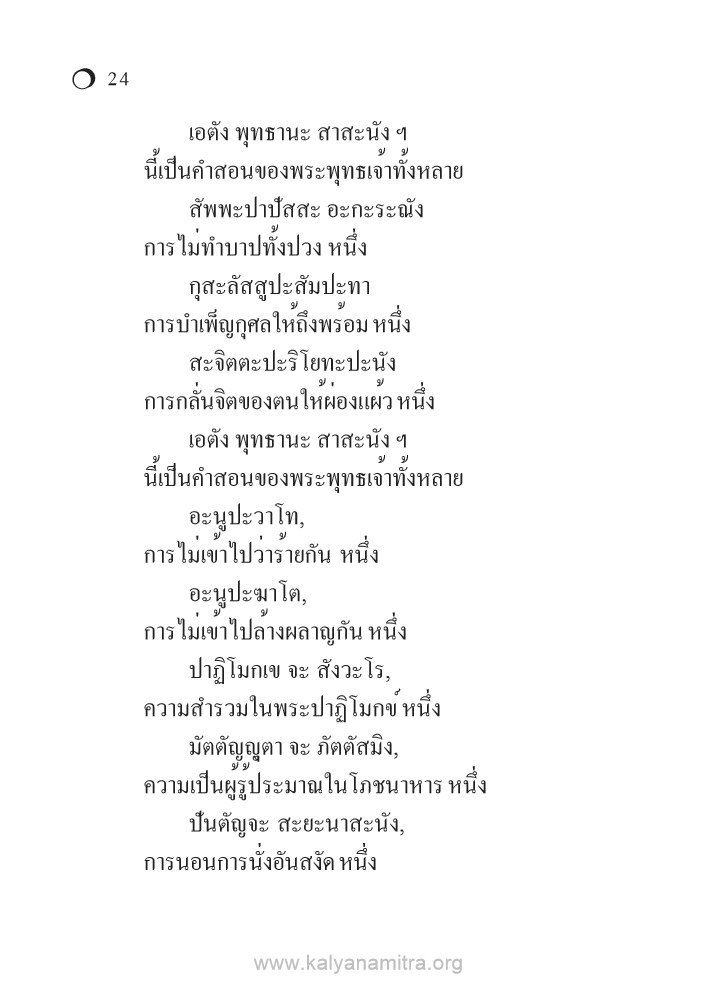 24
เอตัง พุทธานะ สาสะนัง ฯ
นี้เป็นคำสอนของพระพุทธเจ้าทั้งหลาย
สัพพะปาปัสสะ อะกะระณัง
การไม่ทำบาปทั้งปวง หนึ่ง
กุสะลัสสูปะสัมปะทา
การบำเพ็ญกุศลให้ถึงพร้อม หนึ่ง
สะจิตตะปะริโยทะปะนัง
การกลั่นจิตของตนให้ผ่องแผ้ว หนึ่ง
เอตัง พุทธานะ สาสะนัง ฯ
นี้เป็นคำสอนของพระพุทธเจ้าทั้งหลาย
อะนูปะวาโท,
การไม่เข้าไปว่าร้ายกัน หนึ่ง
อะนูปะฆาโต,
การไม่เข้าไปล้างผลาญกัน หนึ่ง
ปาฏิโมกเข จะ สังวะโร,
ความสำรวมในพระปาฏิโมกข์ หนึ่ง
มัตตัญญุตา จะ ภัตตัสมิง,
ความเป็นผู้รู้ประมาณในโภชนาหาร หนึ่ง
ปันตัญจะ สะยะนาสะนัง,
การนอนการนั่งอันสงัด หนึ่ง
www.kalyanamitra.org